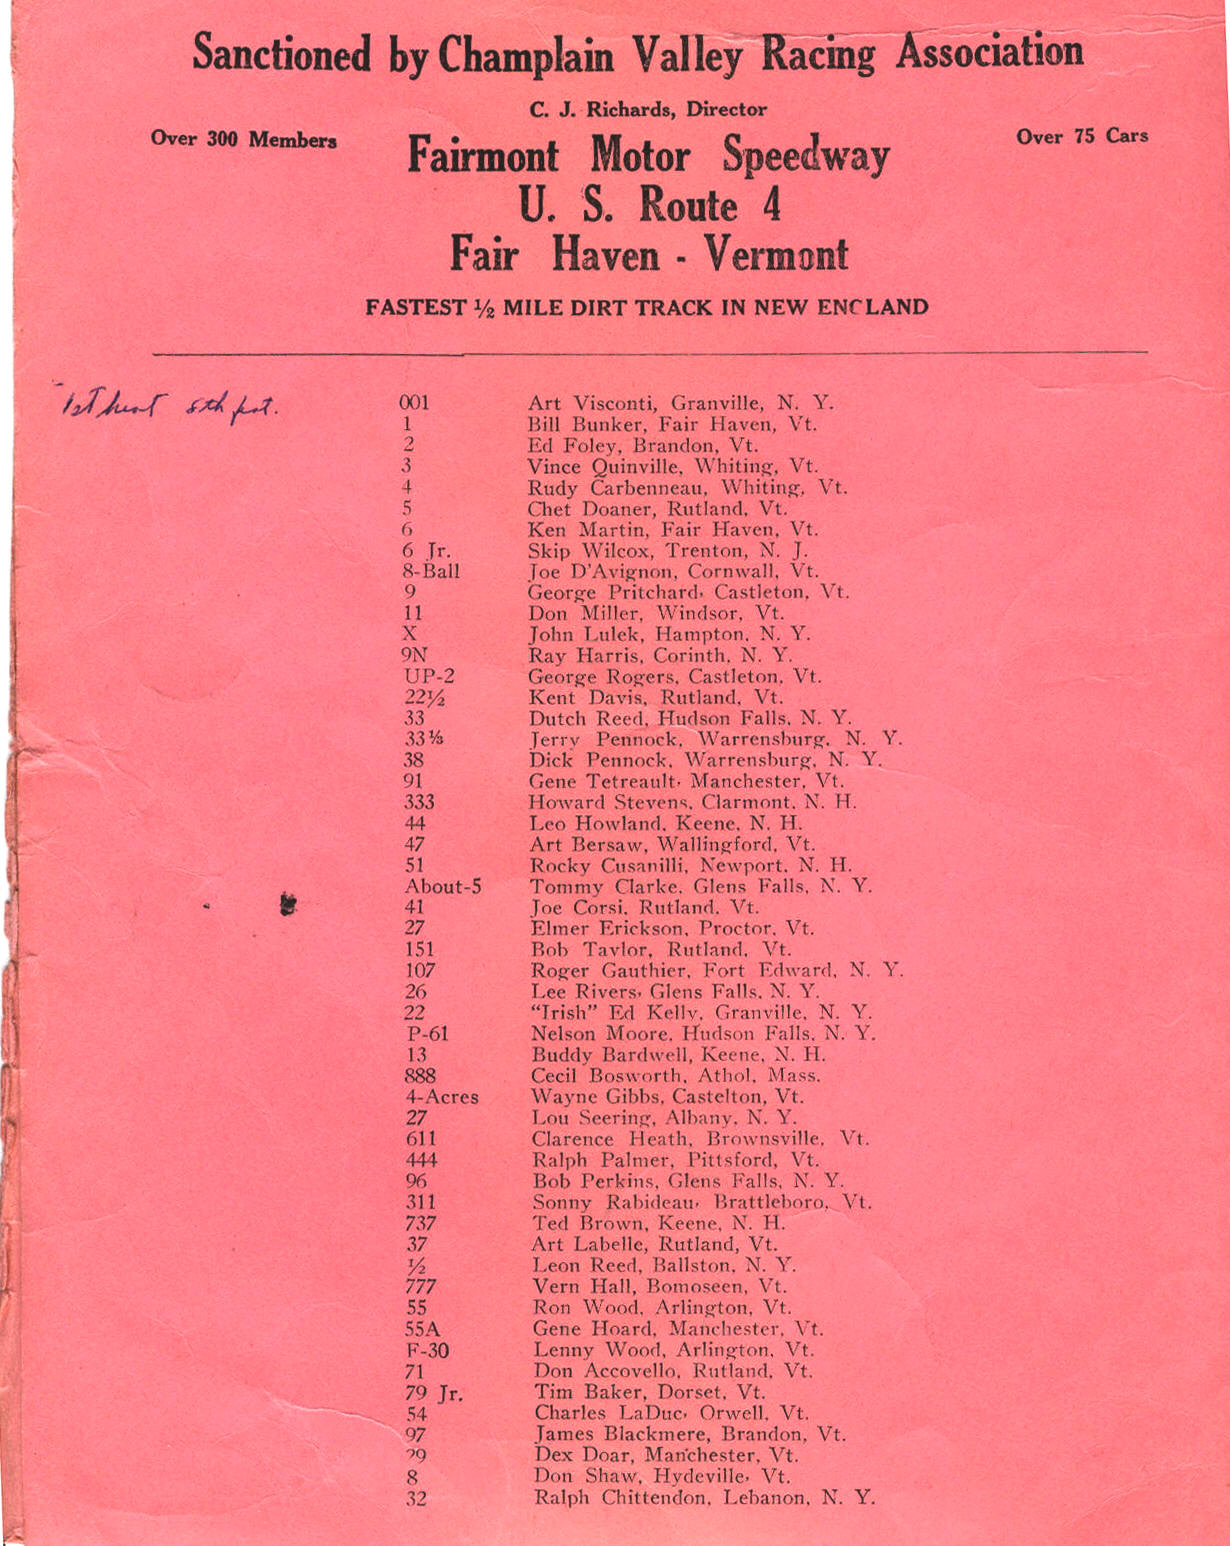 Sanctioned by Champlain Valley Racing Association
C. J. Richards, Director
Over 300 Members
Over 75 Cars
Fairmont Motor Speedway
U. S. Route 4
Fair Haven - Vermont
FASTEST ½ MILE DIRT TRACK IN NEW ENGLAND
1st heat 8th pot.
001 Art Visconti, Granville, N. Y.
1 Bill Bunker, Fair Haven, Vt.
2 Ed Foley, Brandon, Vt.
3 Vince Quinville, Whiting, Vt.
4 Rudy Carbenneau, Whiting, Vt.
5 Chet Doaner, Rutland, Vt.
6 Ken Martin, Fair Haven, Vt.
6 Jr. Skip Wilcox, Trenton, N. J.
8-Ball Joe D'Avignon, Cornwall, Vt.
9 George Pritchard, Castleton, Vt.
11 Don Miller, Windsor, Vt.
X John Lulek, Hampton, N. Y.
9N Ray Harris, Corinth, N. Y.
UP-2 George Rogers, Castleton, Vt.
22½ Kent Davis, Rutland, Vt.
33 Dutch Reed, Hudson Falls, N. Y.
33⅓ Jerry Pennock, Warrensburg, N. Y.
38 Dick Pennock, Warrensburg, N. Y.
91 Gene Tetreault, Manchester, Vt.
333 Howard Stevens, Clarmont, N. H.
44 Leo Howland, Keene, N. H.
47 Art Bersaw, Wallingford, Vt.
51 Rocky Cusanilli, Newport, N. H.
About-5 Tommy Clarke, Glens Falls, N. Y.
41 Joe Corsi, Rutland, Vt.
27 Elmer Erickson, Proctor, Vt.
151 Bob Taylor, Rutland, Vt.
107 Roger Gauthier, Fort Edward, N. Y.
26 Lee Rivers, Glens Falls, N. Y.
22 "Irish" Ed Kelly, Granville, N. Y.
P-61 Nelson Moore, Hudson Falls, N. Y.
13 Buddy Bardwell, Keene, N. H.
888 Cecil Bosworth, Athol, Mass.
4-Acres Wayne Gibbs, Castelton, Vt.
27 Lou Seering, Albany, N. Y.
611 Clarence Heath, Brownsville, Vt.
444 Ralph Palmer, Pittsford, Vt.
96 Bob Perkins, Glens Falls, N. Y.
311 Sonny Rabideau, Brattleboro, Vt.
737 Ted Brown, Keene, N. H.
37 Art Labelle, Rutland, Vt.
½ Leon Reed, Ballston, N. Y.
777 Vern Hall, Bomoseen, Vt.
55 Ron Wood, Arlington, Vt.
55A Gene Hoard, Manchester, Vt.
F-30 Lenny Wood, Arlington, Vt.
71 Don Accovello, Rutland, Vt.
79 Jr. Tim Baker, Dorset, Vt.
54 Charles LaDuc, Orwell, Vt.
97 James Blackmere, Brandon, Vt.
29 Dex Doar, Manchester, Vt.
8 Don Shaw, Hydeville, Vt.
32 Ralph Chittendon, Lebanon, N. Y.